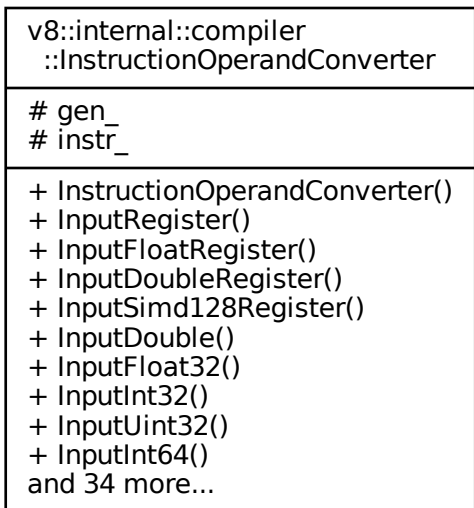 v8::internal::compiler
::InstructionOperandConverter
# gen_
# instr_
+ InstructionOperandConverter()
+ InputRegister()
+ InputFloatRegister()
+ InputDoubleRegister()
+ InputSimd128Register()
+ InputDouble()
+ InputFloat32()
+ InputInt32()
+ InputUint32()
+ InputInt64()
and 34 more...